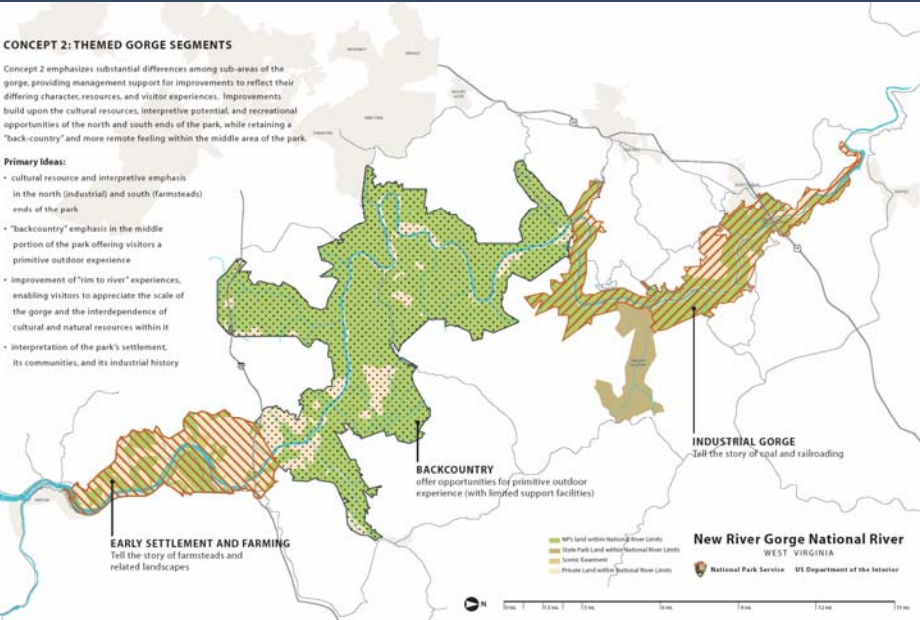 CONCEPT 2: THEMED GORGE SEGMENTS
Concept 2 emphasizes substantial differences among sub-areas of the
gorge, providing management support for improvements to reflect their
differing character, resources, and visitor experiences. Improvements
build upon the cultural resources, interpretive potential, and recreational
opportunities of the north and south ends of the park, while retaining a
"back-country" and more remote feeling within the middle area of the park.
Primary Ideas:
• cultural resource and interpretive emphasis
in the north (industrial) and south (farmsteads)
ends of the park
• "backcountry" emphasis in the middle
portion of the park offering visitors a
primitive outdoor experience
• improvement of "rim to river" experiences,
enabling visitors to appreciate the scale of
the gorge and the interdependence of
cultural and natural resources within it
• interpretation of the park's settlement,
its communities, and its industrial history
INDUSTRIAL GORGE
Tell the story of coal and railroading
BACKCOUNTRY
offer opportunities for primitive outdoor
experience (with limited support facilities)
EARLY SETTLEMENT AND FARMING
Tell the story of farmsteads and
related landscapes
NPS land within National River Limits
State Park Land within National River Limits
Scenic Easement
Private Land within National River Limits
New River Gorge National River
WEST VIRGINIA
National Park Service US Department of the Interior
N